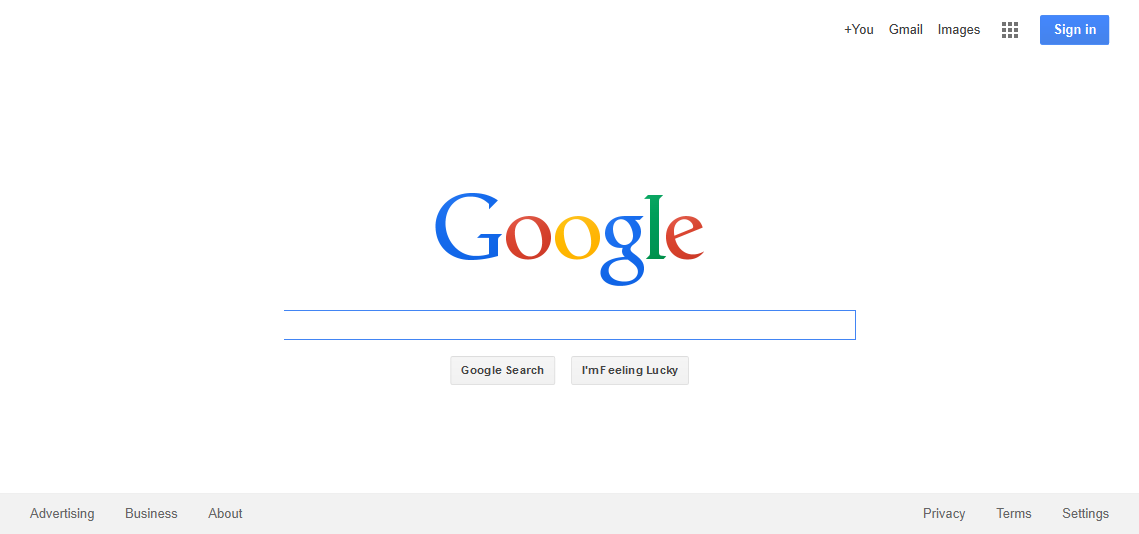 +You Gmail Images Sign in
Google
Google Search I'm Feeling Lucky
Advertising Business About Privacy Terms Settings